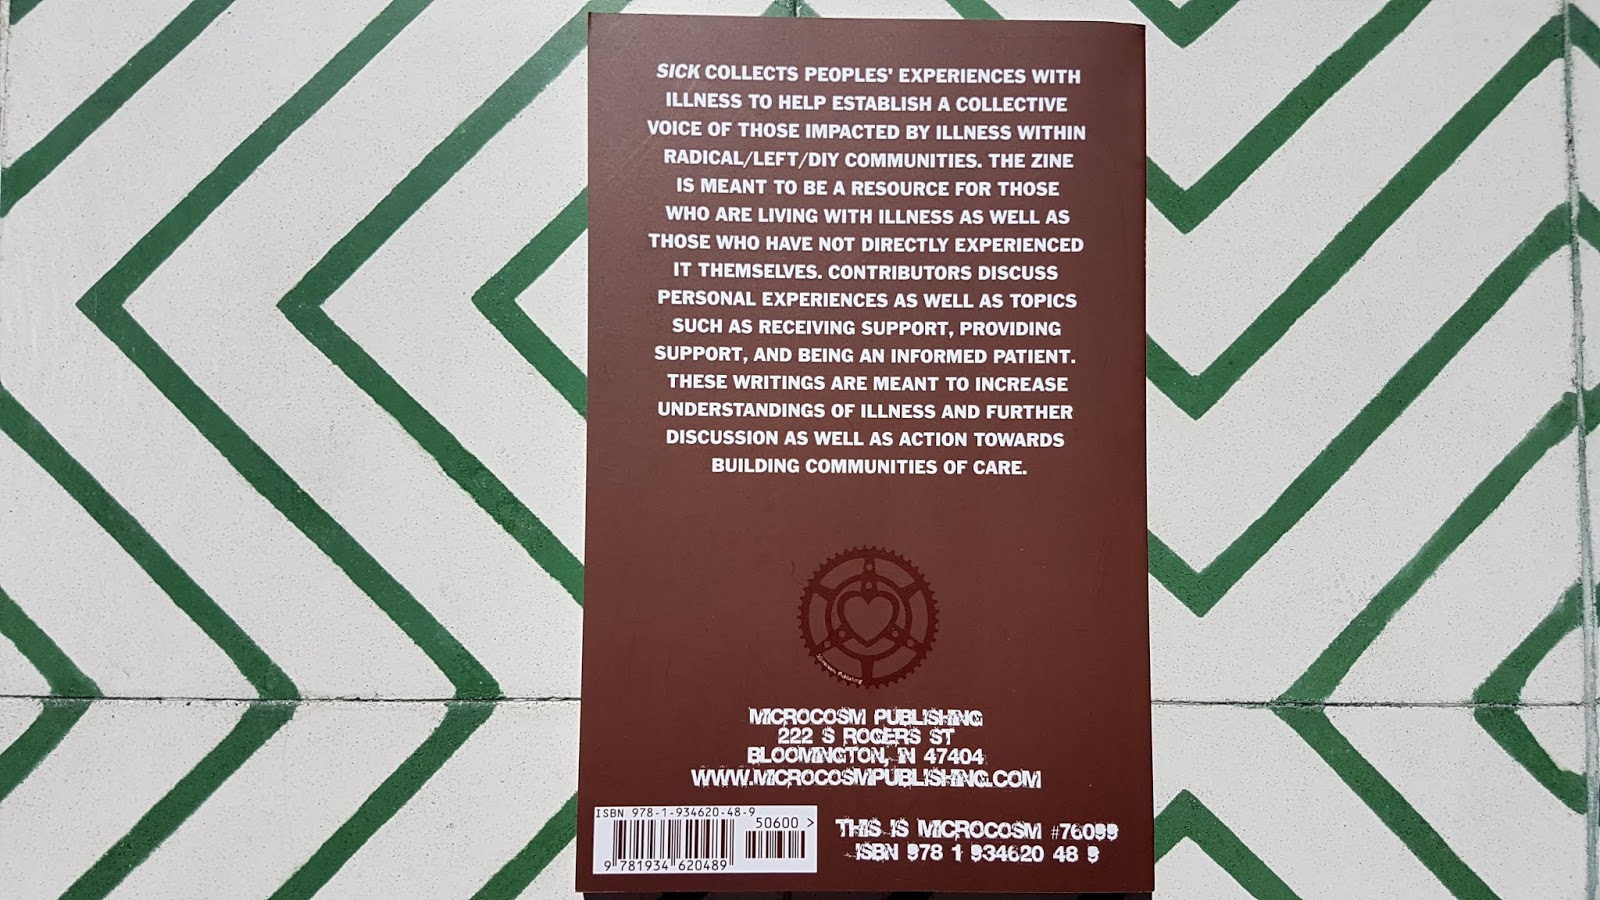 SICK COLLECTS PEOPLES' EXPERIENCES WITH
ILLNESS TO HELP ESTABLISH A COLLECTIVE
VOICE OF THOSE IMPACTED BY ILLNESS WITHIN
RADICAL/LEFT/DIY COMMUNITIES. THE ZINE
IS MEANT TO BE A RESOURCE FOR THOSE
WHO ARE LIVING WITH ILLNESS AS WELL AS
THOSE WHO HAVE NOT DIRECTLY EXPERIENCED
IT THEMSELVES. CONTRIBUTORS DISCUSS
PERSONAL EXPERIENCES AS WELL AS TOPICS
SUCH AS RECEIVING SUPPORT, PROVIDING
SUPPORT, AND BEING AN INFORMED PATIENT.
THESE WRITINGS ARE MEANT TO INCREASE
UNDERSTANDINGS OF ILLNESS AND FURTHER
DISCUSSION AS WELL AS ACTION TOWARDS
BUILDING COMMUNITIES OF CARE.
Microcosm Publishing
MICROCOSM PUBLISHING
222 S ROGERS ST
BLOOMINGTON, IN 47404
WWW.MICROCOSMPUBLISHING.COM
ISBN 978-1-934620-48-9
50600 >
9 781934 620489
THIS IS MICROCOSM #76099
ISBN 978 1 934620 48 9